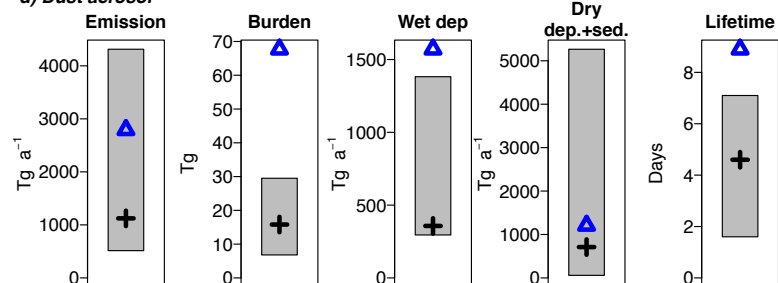 d) Dust aerosol
Emission
Tg a⁻¹
4000
3000
2000
1000
0
Burden
Tg
70
60
50
40
30
20
10
0
Wet dep
Tg a⁻¹
1500
1000
500
0
Dry
dep.+sed.
Tg a⁻¹
5000
4000
3000
2000
1000
0
Lifetime
Days
8
6
4
2
0